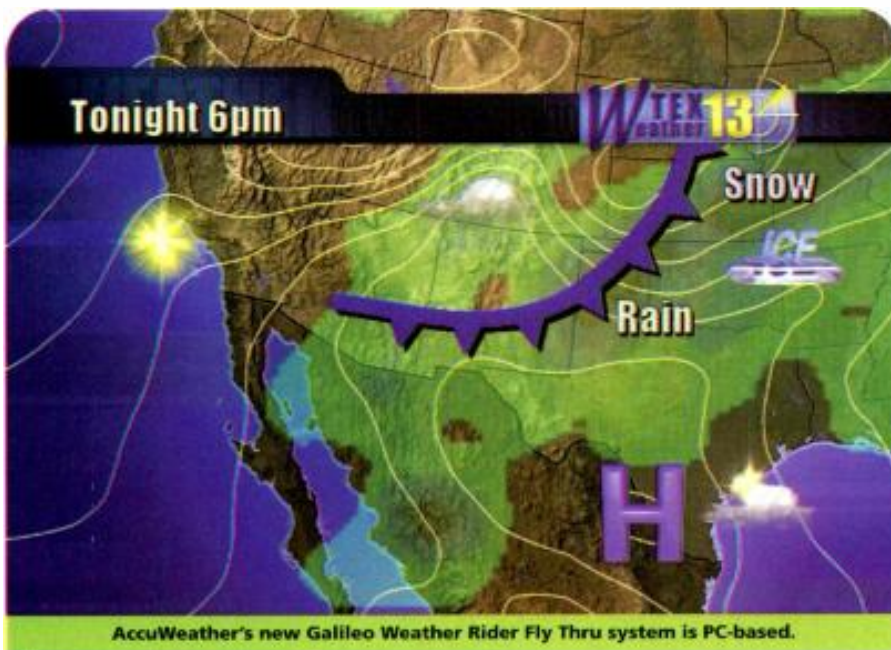 Tonight 6pm
TEX
Weather 13
Snow
ICE
Rain
H
AccuWeather's new Galileo Weather Rider Fly Thru system is PC-based.